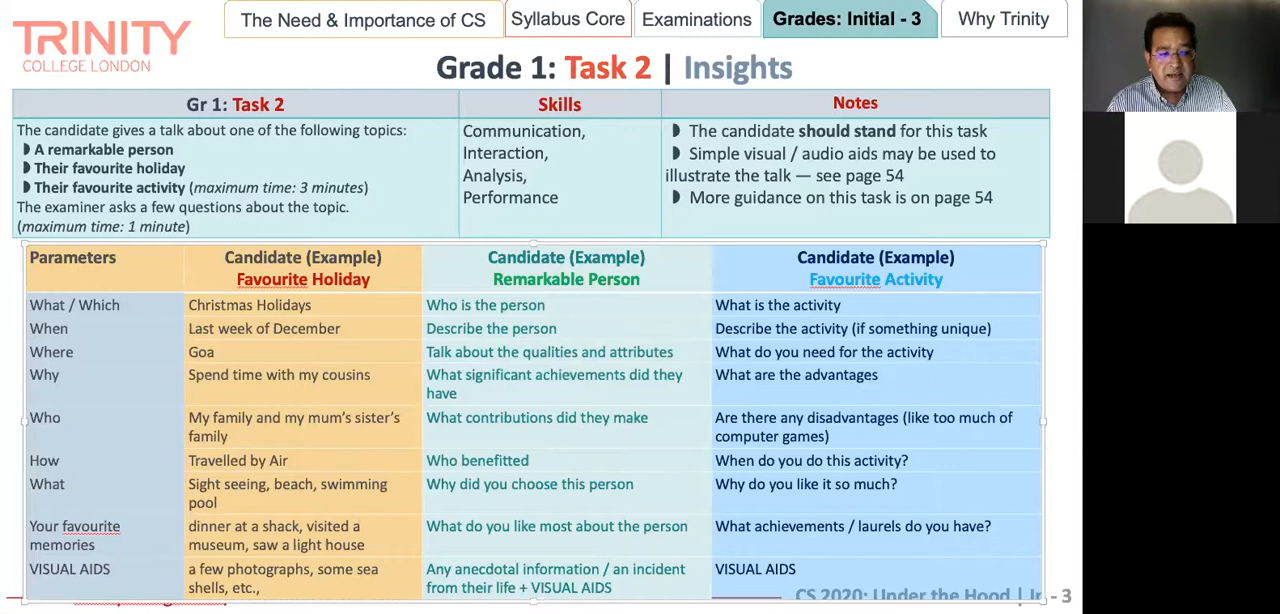 The Need & Importance of CS
Syllabus Core
Examinations
Grades: Initial - 3
Why Trinity
TRINITY
COLLEGE LONDON
Grade 1: Task 2 | Insights
Gr 1: Task 2
Skills
Notes
The candidate gives a talk about one of the following topics:
A remarkable person
Their favourite holiday
Their favourite activity (maximum time: 3 minutes)
The examiner asks a few questions about the topic.
(maximum time: 1 minute)
Communication,
Interaction,
Analysis,
Performance
The candidate should stand for this task
Simple visual / audio aids may be used to
illustrate the talk — see page 54
More guidance on this task is on page 54
Parameters
Candidate (Example)
Favourite Holiday
Candidate (Example)
Remarkable Person
Candidate (Example)
Favourite Activity
What / Which
Christmas Holidays
Who is the person
What is the activity
When
Last week of December
Describe the person
Describe the activity (if something unique)
Where
Goa
Talk about the qualities and attributes
What do you need for the activity
Why
Spend time with my cousins
What significant achievements did they
have
What are the advantages
Who
My family and my mum's sister's
family
What contributions did they make
Are there any disadvantages (like too much of
computer games)
How
Travelled by Air
Who benefitted
When do you do this activity?
What
Sight seeing, beach, swimming
pool
Why did you choose this person
Why do you like it so much?
Your favourite
memories
dinner at a shack, visited a
museum, saw a light house
What do you like most about the person
What achievements / laurels do you have?
VISUAL AIDS
a few photographs, some sea
shells, etc.,
Any anecdotal information / an incident
from their life + VISUAL AIDS
VISUAL AIDS
CS 2020: Under the Hood | In - 3